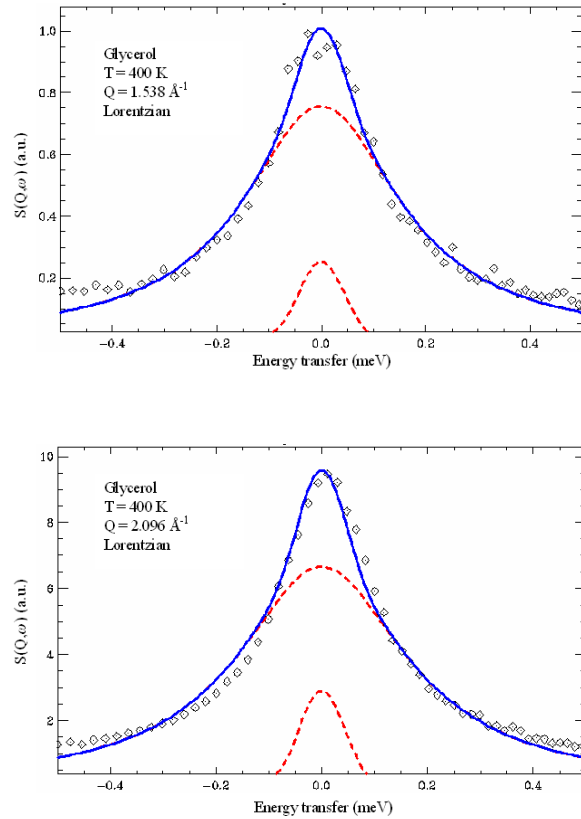 Glycerol
T = 400 K
Q = 1.538 Å-1
Lorentzian
S(Q,ω) (a.u.)
1.0
0.8
0.6
0.4
0.2
−0.4 −0.2 0.0 0.2 0.4
Energy transfer (meV)
Glycerol
T = 400 K
Q = 2.096 Å-1
Lorentzian
S(Q,ω) (a.u.)
10
8
6
4
2
−0.4 −0.2 0.0 0.2 0.4
Energy transfer (meV)